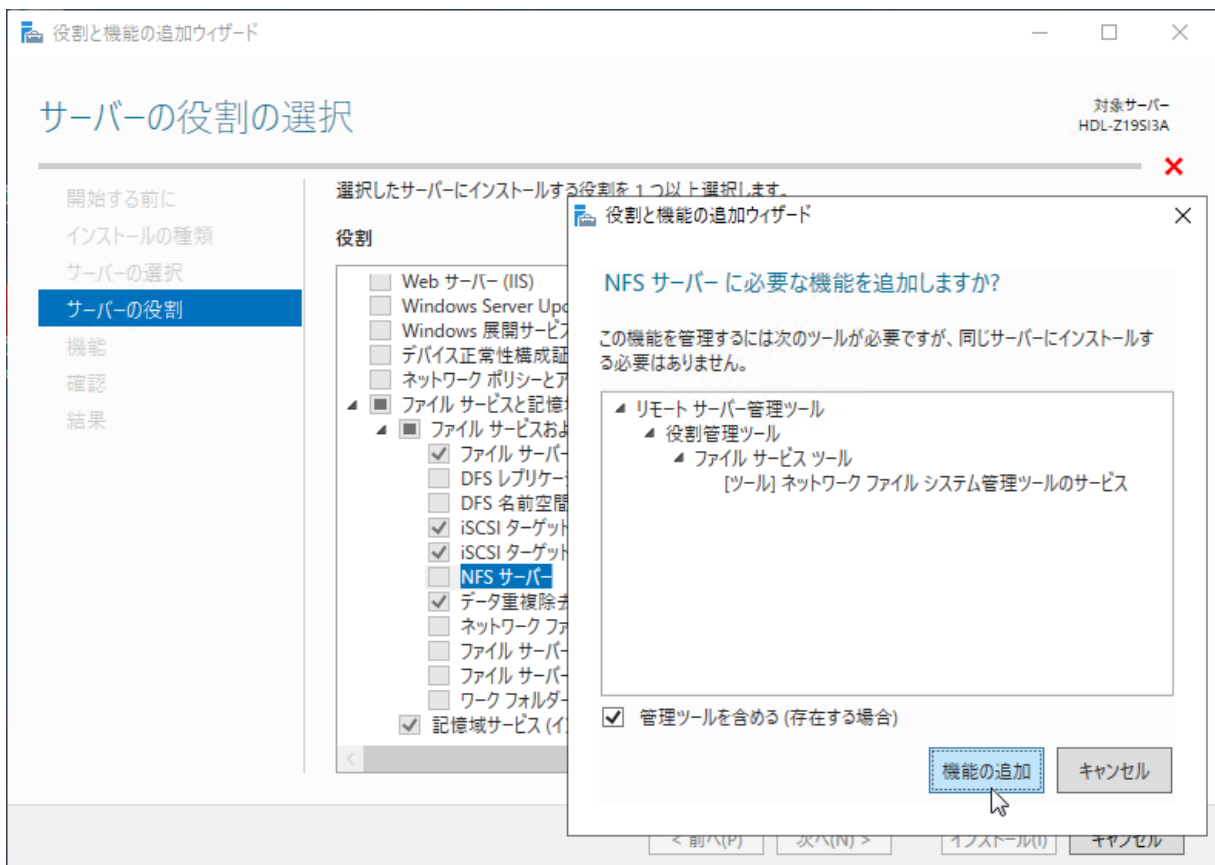 役割と機能の追加ウィザード
サーバーの役割の選択
対象サーバー
HDL-Z19SI3A
開始する前に
インストールの種類
サーバーの選択
サーバーの役割
機能
確認
結果
選択したサーバーにインストールする役割を 1 つ以上選択します。
役割
Web サーバー (IIS)
Windows Server Upd
Windows 展開サービス
デバイス正常性構成証
ネットワーク ポリシーとア
ファイル サービスと記憶
ファイル サービスおよ
ファイル サーバー
DFS レプリケー
DFS 名前空間
iSCSI ターゲット
iSCSI ターゲット
NFS サーバー
データ重複除去
ネットワーク ファ
ファイル サーバー
ファイル サーバー
ワーク フォルダー
記憶域サービス (イ
役割と機能の追加ウィザード
NFS サーバー に必要な機能を追加しますか?
この機能を管理するには次のツールが必要ですが、同じサーバーにインストールす
る必要はありません。
リモート サーバー管理ツール
役割管理ツール
ファイル サービス ツール
[ツール] ネットワーク ファイル システム管理ツールのサービス
管理ツールを含める (存在する場合)
機能の追加
キャンセル
< 前へ(P)
次へ(N) >
インストール(I)
キャンセル